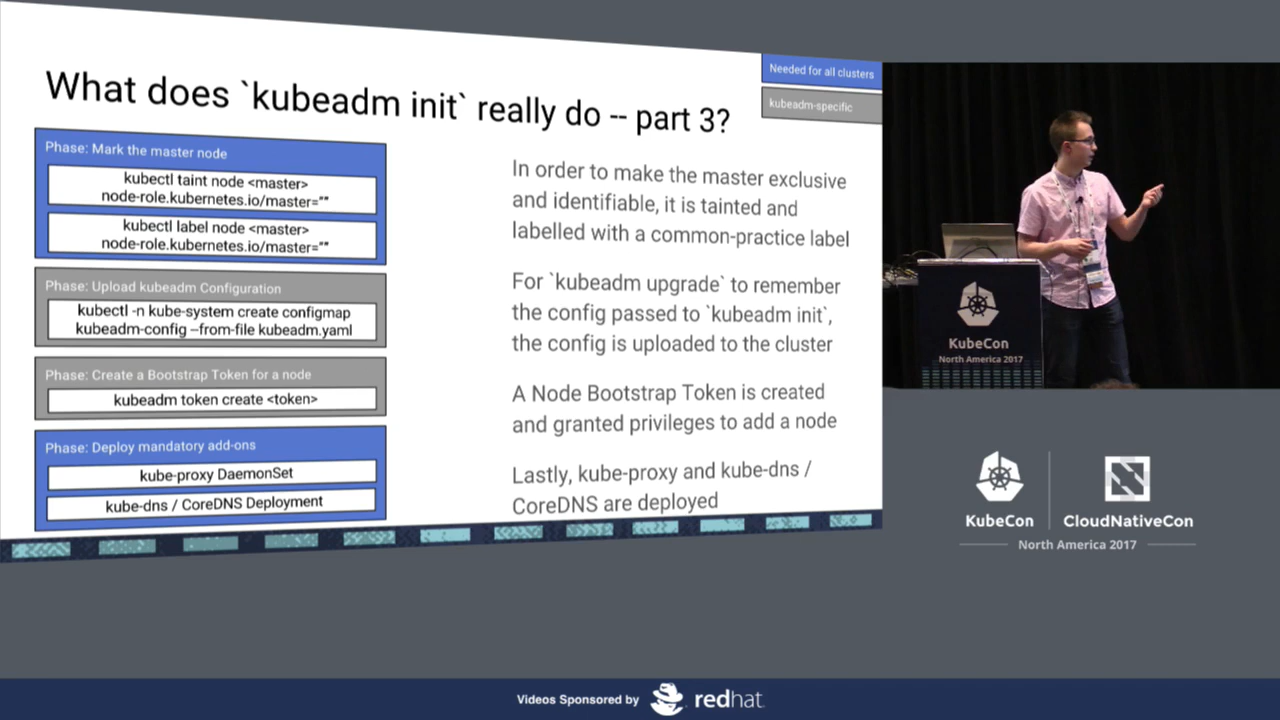 What does `kubeadm init` really do -- part 3?
Needed for all clusters
kubeadm-specific
Phase: Mark the master node
kubectl taint node <master>
node-role.kubernetes.io/master=""
kubectl label node <master>
node-role.kubernetes.io/master=""
Phase: Upload kubeadm Configuration
kubectl -n kube-system create configmap
kubeadm-config --from-file kubeadm.yaml
Phase: Create a Bootstrap Token for a node
kubeadm token create <token>
Phase: Deploy mandatory add-ons
kube-proxy DaemonSet
kube-dns / CoreDNS Deployment
In order to make the master exclusive
and identifiable, it is tainted and
labelled with a common-practice label
For `kubeadm upgrade` to remember
the config passed to `kubeadm init`,
the config is uploaded to the cluster
A Node Bootstrap Token is created
and granted privileges to add a node
Lastly, kube-proxy and kube-dns /
CoreDNS are deployed
KubeCon
North America 2017
KubeCon
CloudNativeCon
North America 2017
Videos Sponsored by
redhat